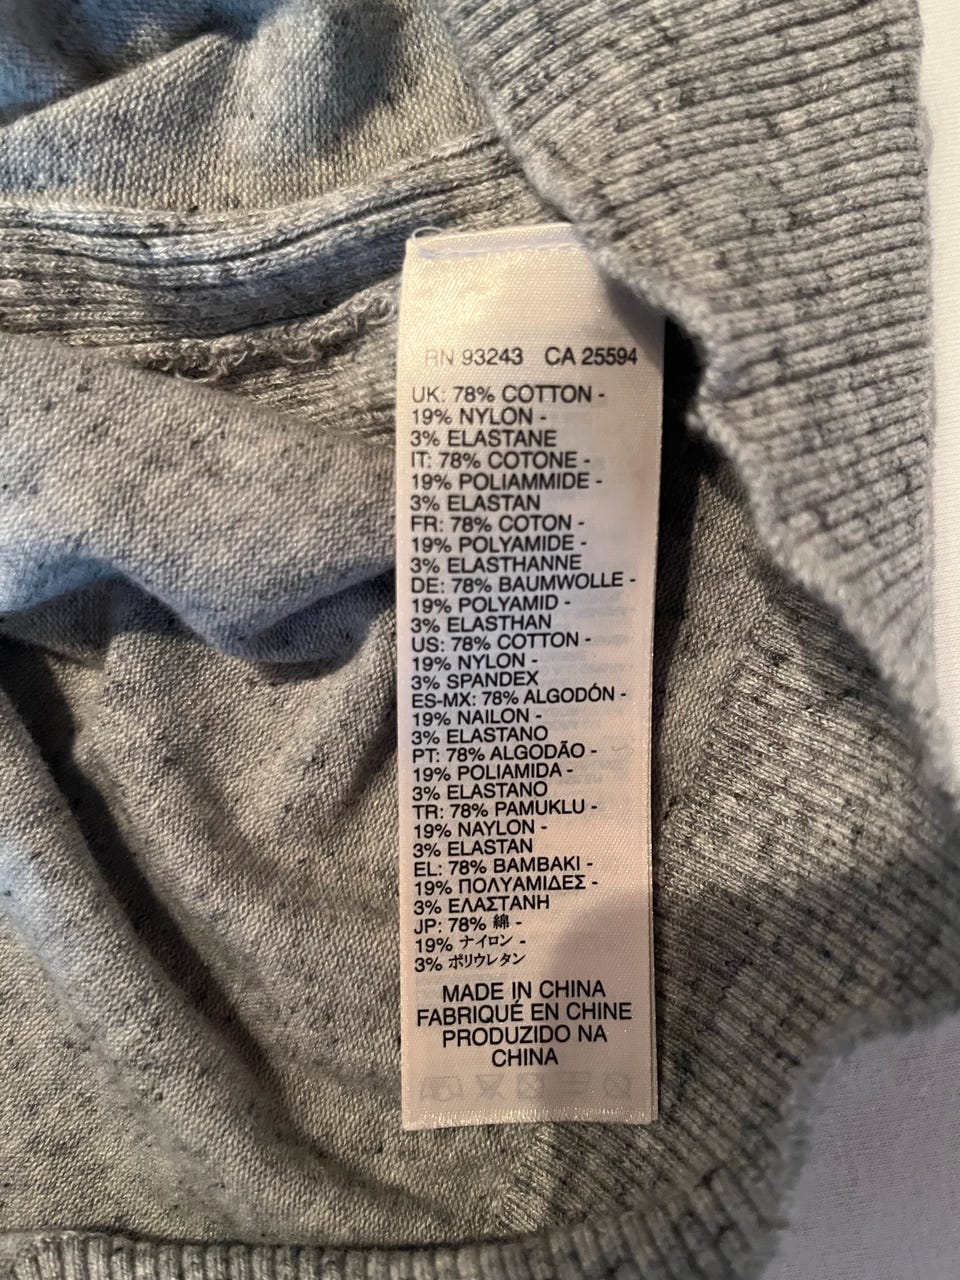 RN 93243 CA 25594
UK: 78% COTTON -
19% NYLON -
3% ELASTANE
IT: 78% COTONE -
19% POLIAMMIDE -
3% ELASTAN
FR: 78% COTON -
19% POLYAMIDE -
3% ELASTHANNE
DE: 78% BAUMWOLLE -
19% POLYAMID -
3% ELASTHAN
US: 78% COTTON -
19% NYLON -
3% SPANDEX
ES-MX: 78% ALGODÓN -
19% NAILON -
3% ELASTANO
PT: 78% ALGODÃO -
19% POLIAMIDA -
3% ELASTANO
TR: 78% PAMUKLU -
19% NAYLON -
3% ELASTAN
EL: 78% ΒΑΜΒΑΚΙ -
19% ΠΟΛΥΑΜΙΔΕΣ -
3% ΕΛΑΣΤΑΝΗ
JP: 78% 綿 -
19% ナイロン -
3% ポリウレタン
MADE IN CHINA
FABRIQUÉ EN CHINE
PRODUZIDO NA
CHINA